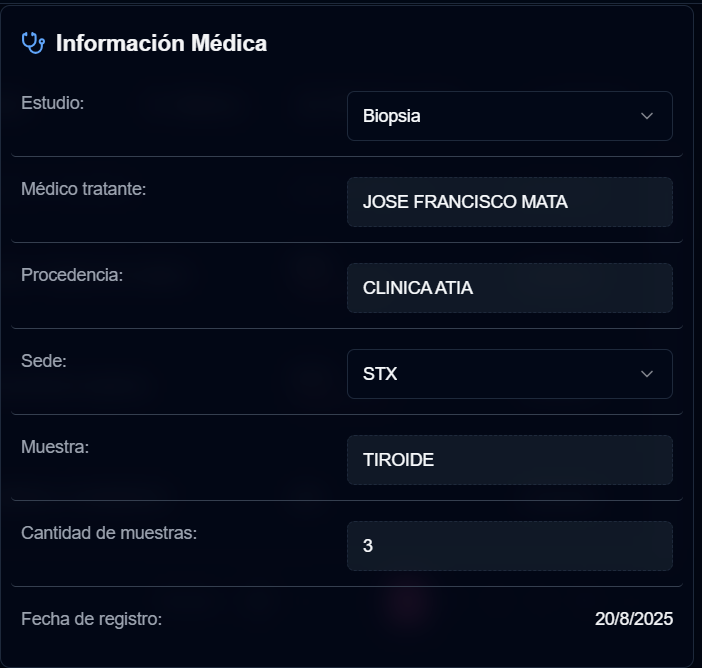 Información Médica
Estudio:
Biopsia
Médico tratante:
JOSE FRANCISCO MATA
Procedencia:
CLINICA ATIA
Sede:
STX
Muestra:
TIROIDE
Cantidad de muestras:
3
Fecha de registro:
20/8/2025